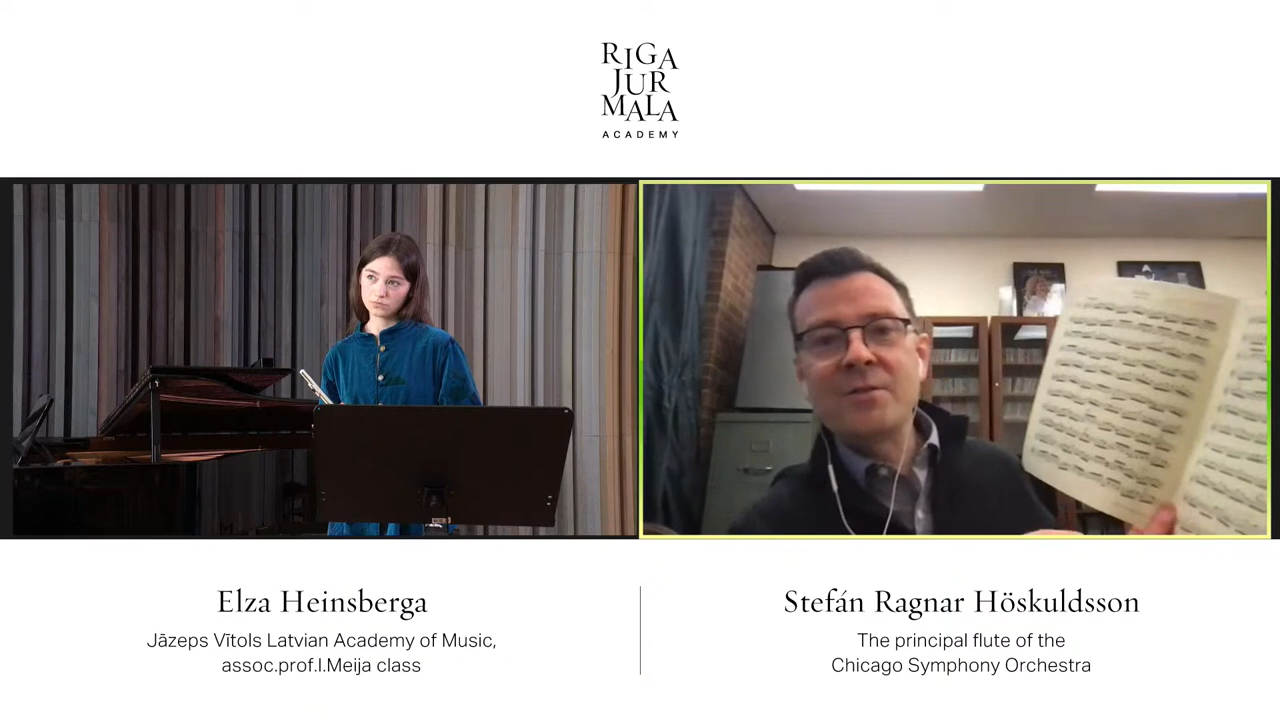 RIGA
JUR
MALA
ACADEMY
Elza Heinsberga
Jāzeps Vītols Latvian Academy of Music,
assoc.prof.I.Meija class
Stefán Ragnar Höskuldsson
The principal flute of the
Chicago Symphony Orchestra